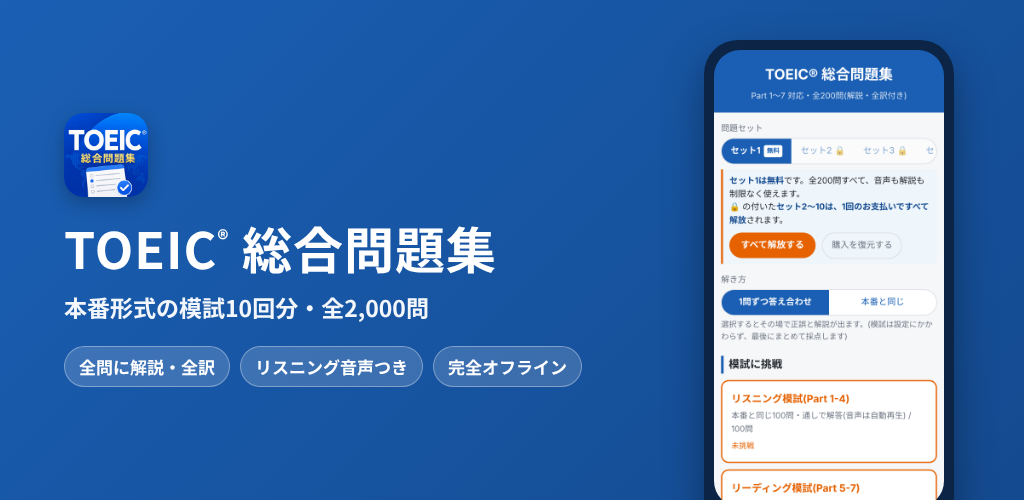 TOEIC®
総合問題集
TOEIC® 総合問題集
本番形式の模試10回分・全2,000問
全問に解説・全訳
リスニング音声つき
完全オフライン
TOEIC® 総合問題集
Part 1〜7 対応・全200問(解説・全訳付き)
問題セット
セット1 無料 セット2 🔒 セット3 🔒 セ
セット1は無料です。全200問すべて、音声も解説も
制限なく使えます。
🔒 の付いたセット2〜10は、1回のお支払いですべて
解放されます。
すべて解放する 購入を復元する
解き方
1問ずつ答え合わせ 本番と同じ
選択するとその場で正誤と解説が出ます。(模試は設定にかか
わらず、最後にまとめて採点します)
模試に挑戦
リスニング模試(Part 1-4)
本番と同じ100問・通しで解答(音声は自動再生) /
100問
未挑戦
リーディング模試(Part 5-7)